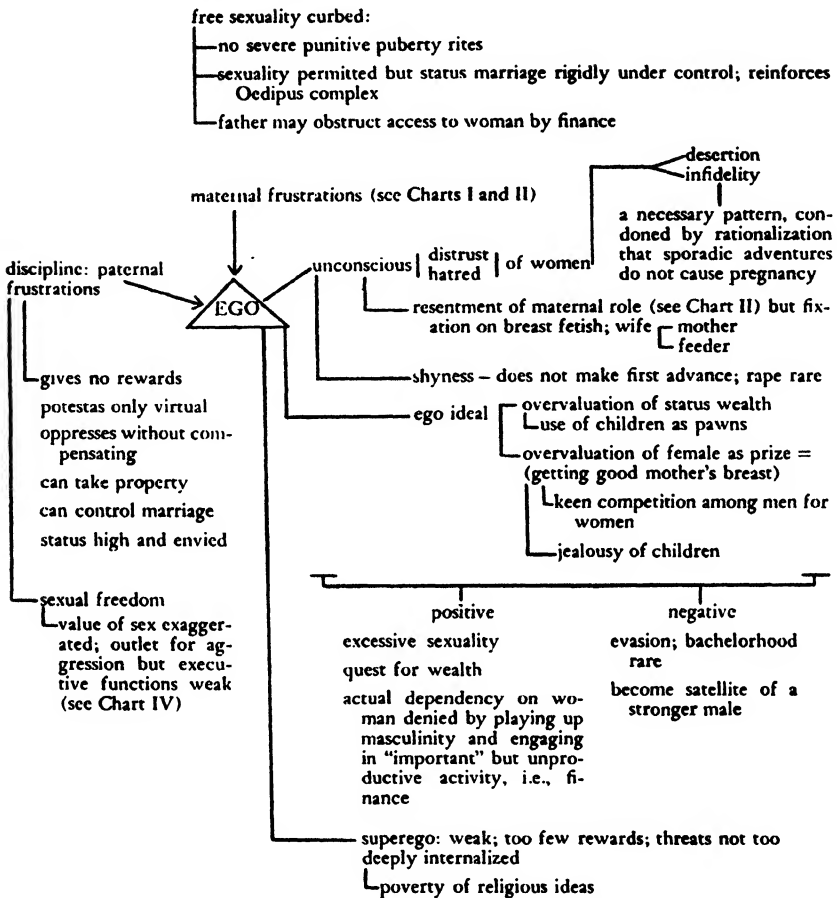 free sexuality curbed:
no severe punitive puberty rites
sexuality permitted but status marriage rigidly under control; reinforces
Oedipus complex
father may obstruct access to woman by finance
desertion
infidelity
a necessary pattern, con-
doned by rationalization
that sporadic adventures
do not cause pregnancy
maternal frustrations (see Charts I and II)
discipline: paternal
frustrations
EGO
unconscious
distrust
hatred
of women
resentment of maternal role (see Chart II) but fix-
ation on breast fetish; wife
mother
feeder
shyness – does not make first advance; rape rare
gives no rewards
potestas only virtual
oppresses without com-
pensating
can take property
can control marriage
status high and envied
ego ideal
overvaluation of status wealth
use of children as pawns
overvaluation of female as prize =
(getting good mother's breast)
keen competition among men for
women
jealousy of children
sexual freedom
value of sex exagger-
ated; outlet for ag-
gression but execu-
tive functions weak
(see Chart IV)
positive
excessive sexuality
quest for wealth
actual dependency on wo-
man denied by playing up
masculinity and engaging
in "important" but unpro-
ductive activity, i.e., fi-
nance
negative
evasion; bachelorhood
rare
become satellite of a
stronger male
superego: weak; too few rewards; threats not too
deeply internalized
poverty of religious ideas